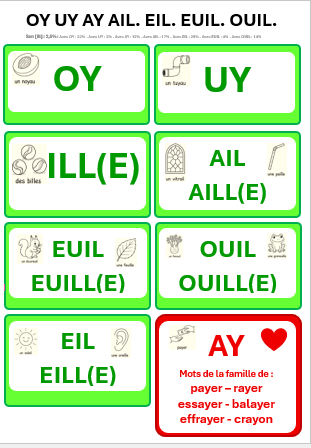 OY UY AY AIL. EIL. EUIL. OUIL.
OY
un noyau
UY
un tuyau
ILL(E)
des billes
AIL
un vitrail
une paille
AILL(E)
EUIL
un écureuil
une feuille
EUILL(E)
OUIL
une grenouille
OUILL(E)
EIL
un soleil
une oreille
EILL(E)
AY
payer
Mots de la famille de :
payer – rayer
essayer - balayer
effrayer - crayon